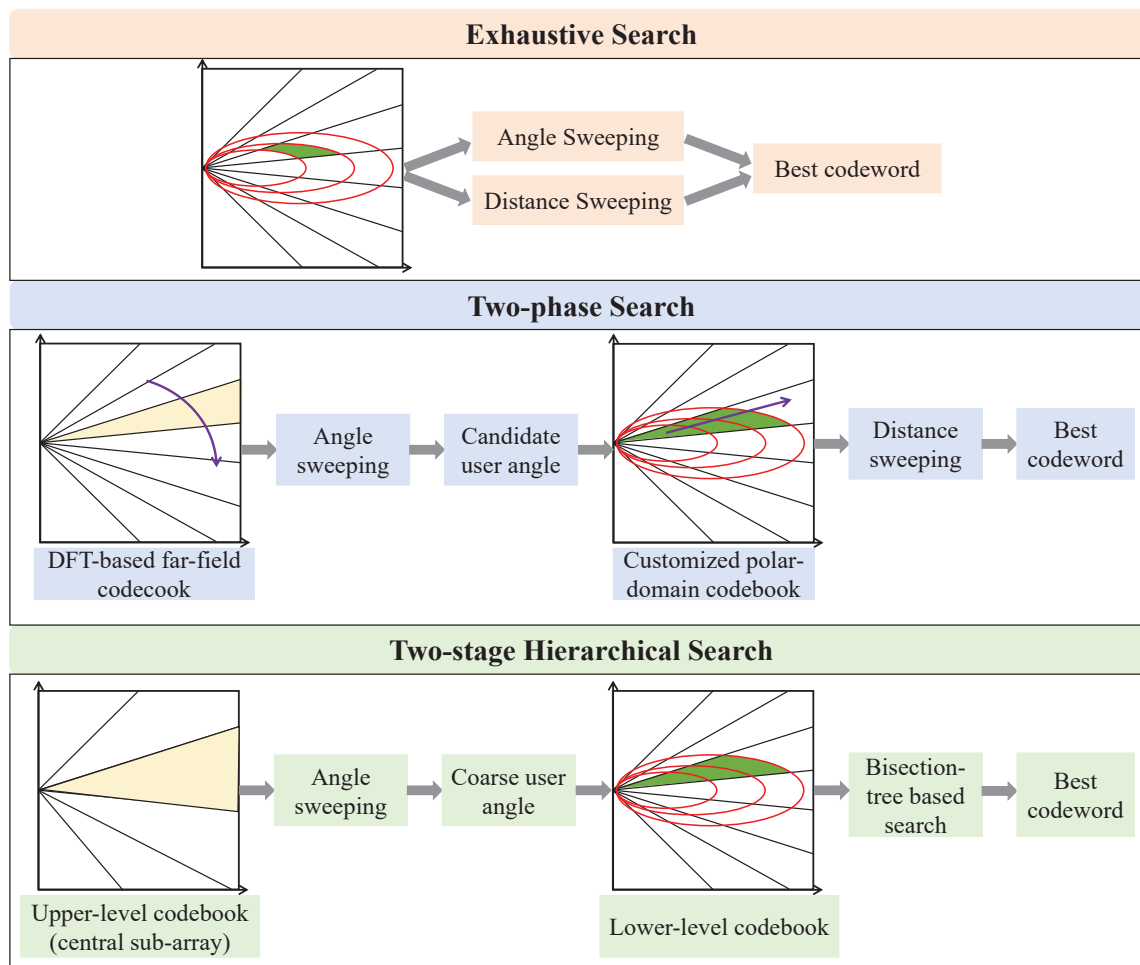 Exhaustive Search
Angle Sweeping
Distance Sweeping
Best codeword
Two-phase Search
Angle
sweeping
Candidate
user angle
Distance
sweeping
Best
codeword
DFT-based far-field
codecook
Customized polar-
domain codebook
Two-stage Hierarchical Search
Angle
sweeping
Coarse user
angle
Bisection-
tree based
search
Best
codeword
Upper-level codebook
(central sub-array)
Lower-level codebook